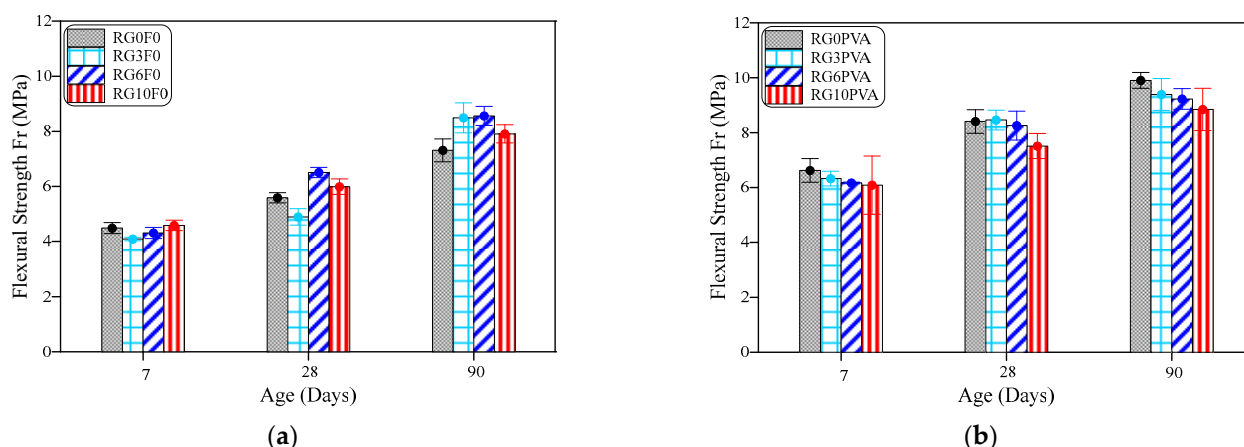 12
10
8
6
4
2
0
Flexural Strength Fr (MPa)
RG0F0
RG3F0
RG6F0
RG10F0
7 28 90
Age (Days)
(a)
12
10
8
6
4
2
0
Flexural Strength Fr (MPa)
RG0PVA
RG3PVA
RG6PVA
RG10PVA
7 28 90
Age (Days)
(b)